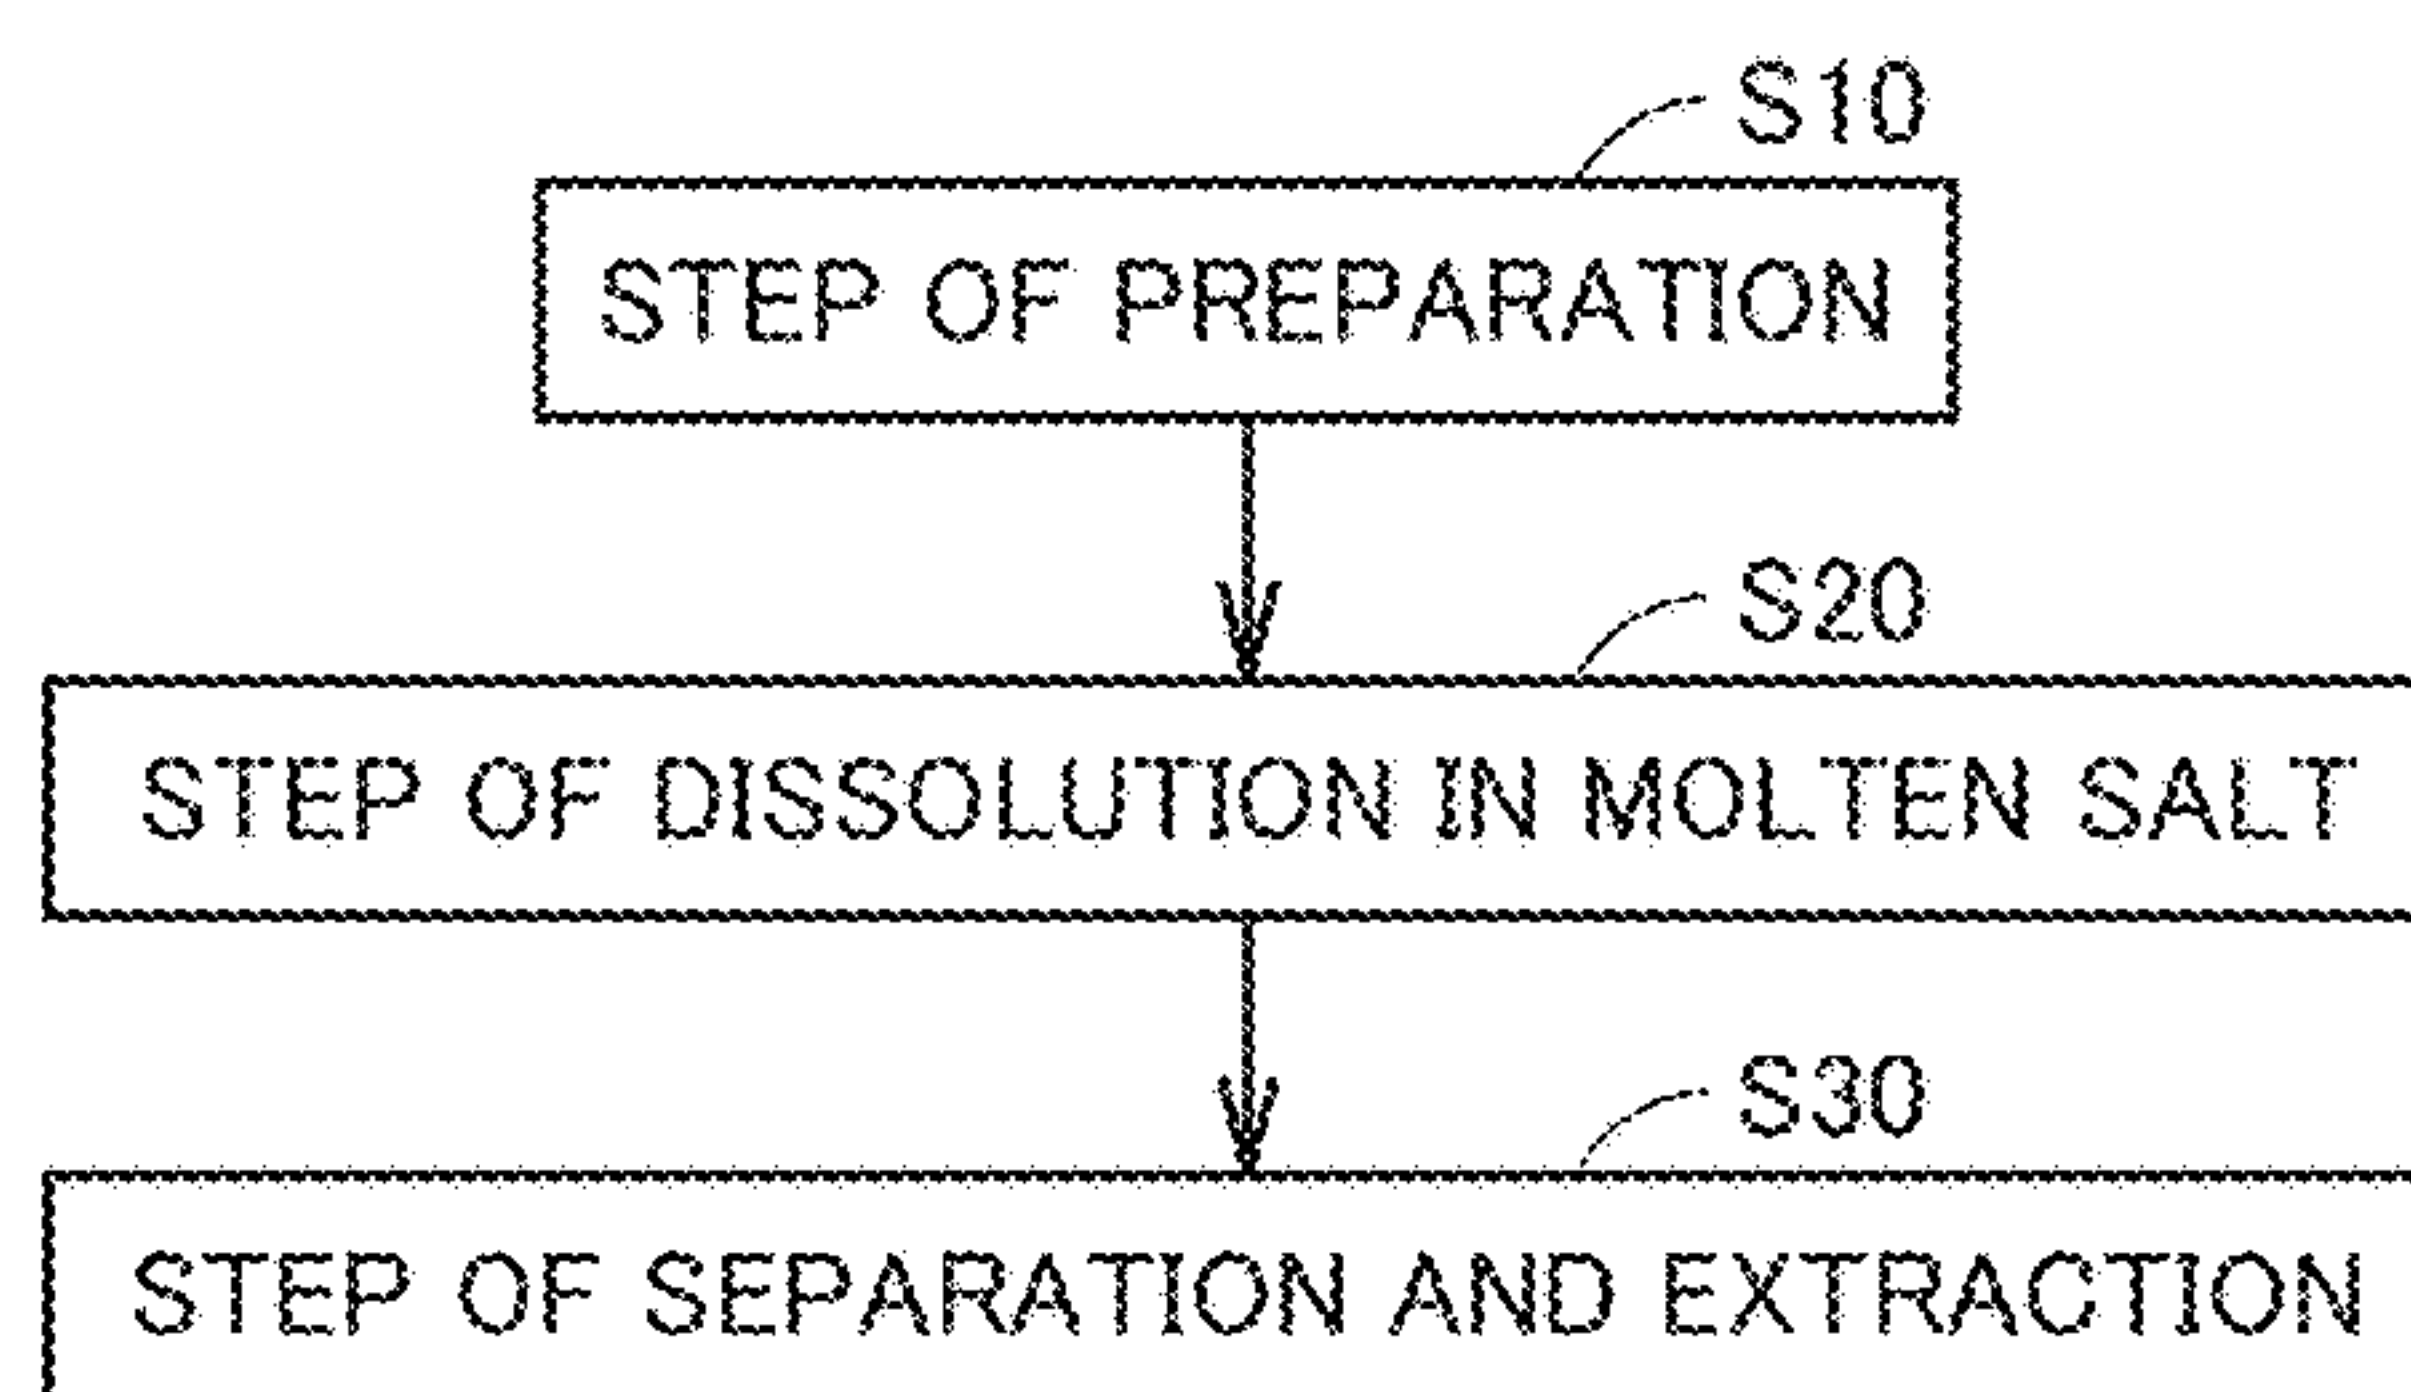 S10
STEP OF PREPARATION
S20
STEP OF DISSOLUTION IN MOLTEN SALT
S30
STEP OF SEPARATION AND EXTRACTION